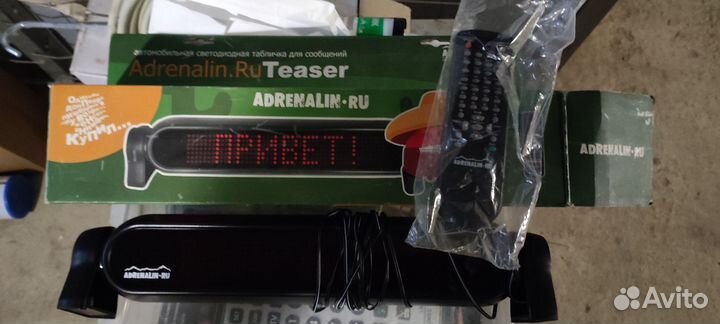 автомобильная светодиодная табличка для сообщений
Adrenalin.Ru Teaser
ADRENALIN·RU
КУПИЛ...
ПРИВЕТ!
ADRENALIN·RU
ADRENALIN·RU
ADRENALIN·RU
Avito